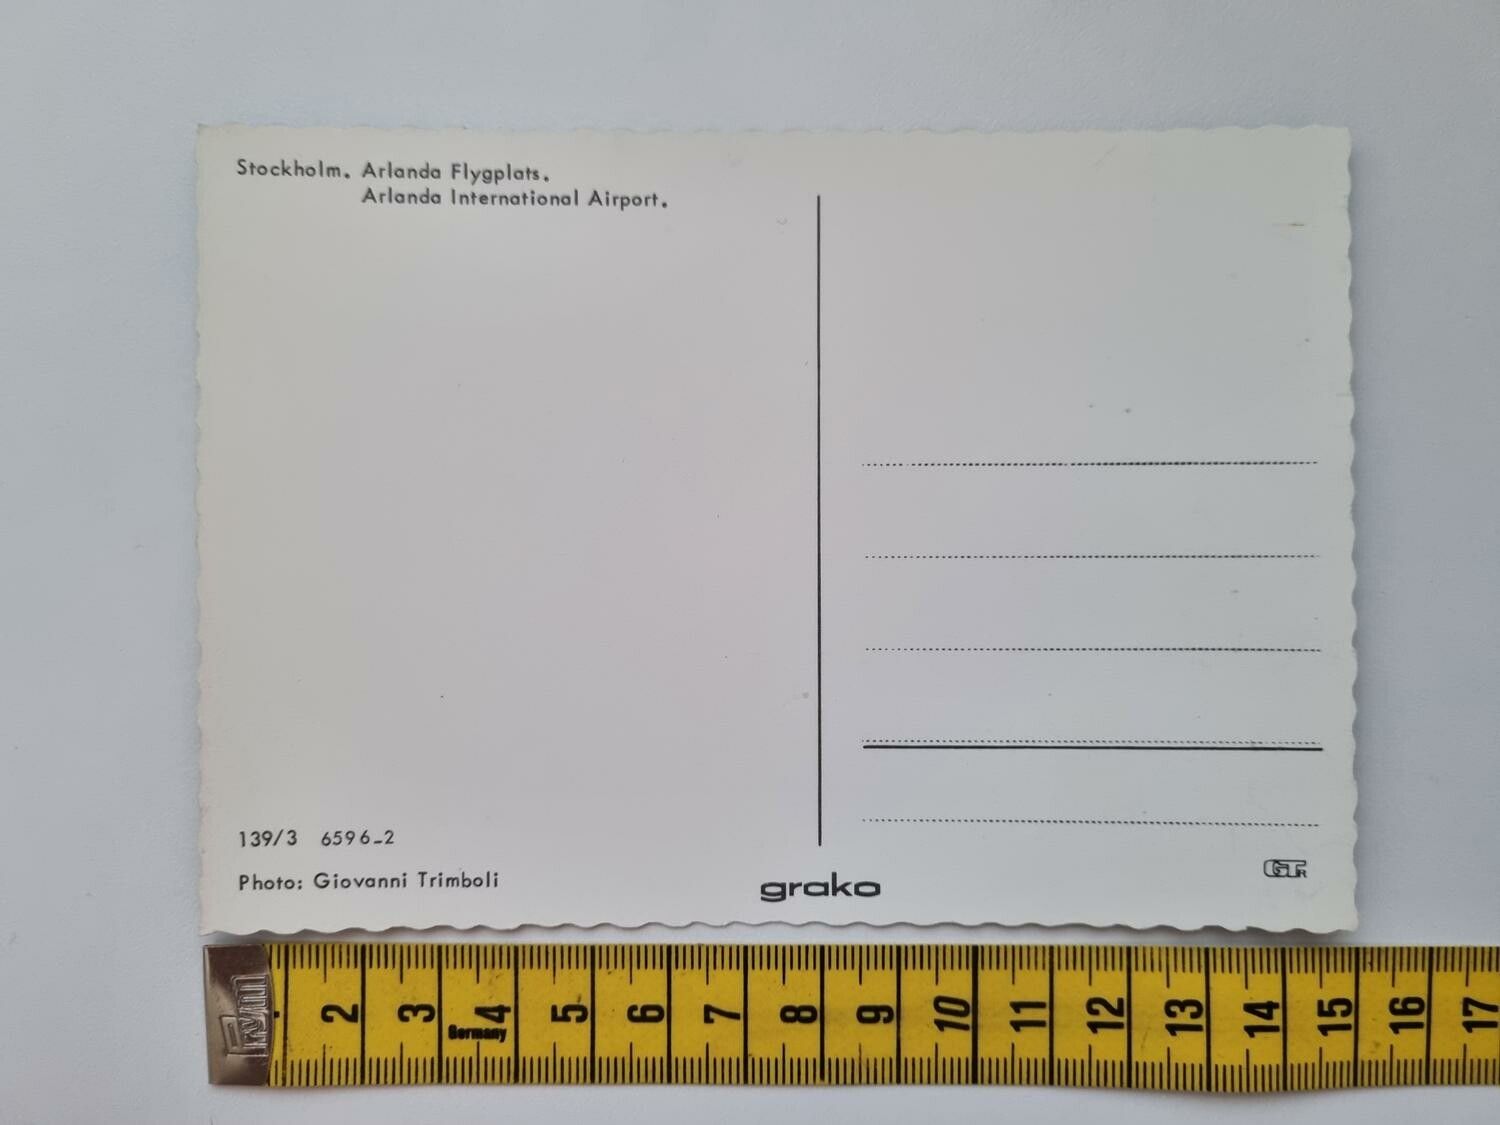 Stockholm. Arlanda Flygplats.
Arlanda International Airport.
139/3 6596-2
Photo: Giovanni Trimboli
grako
GTR
Prym
2 3 4 5 6 7 8 9 10 11 12 13 14 15 16 17
Germany